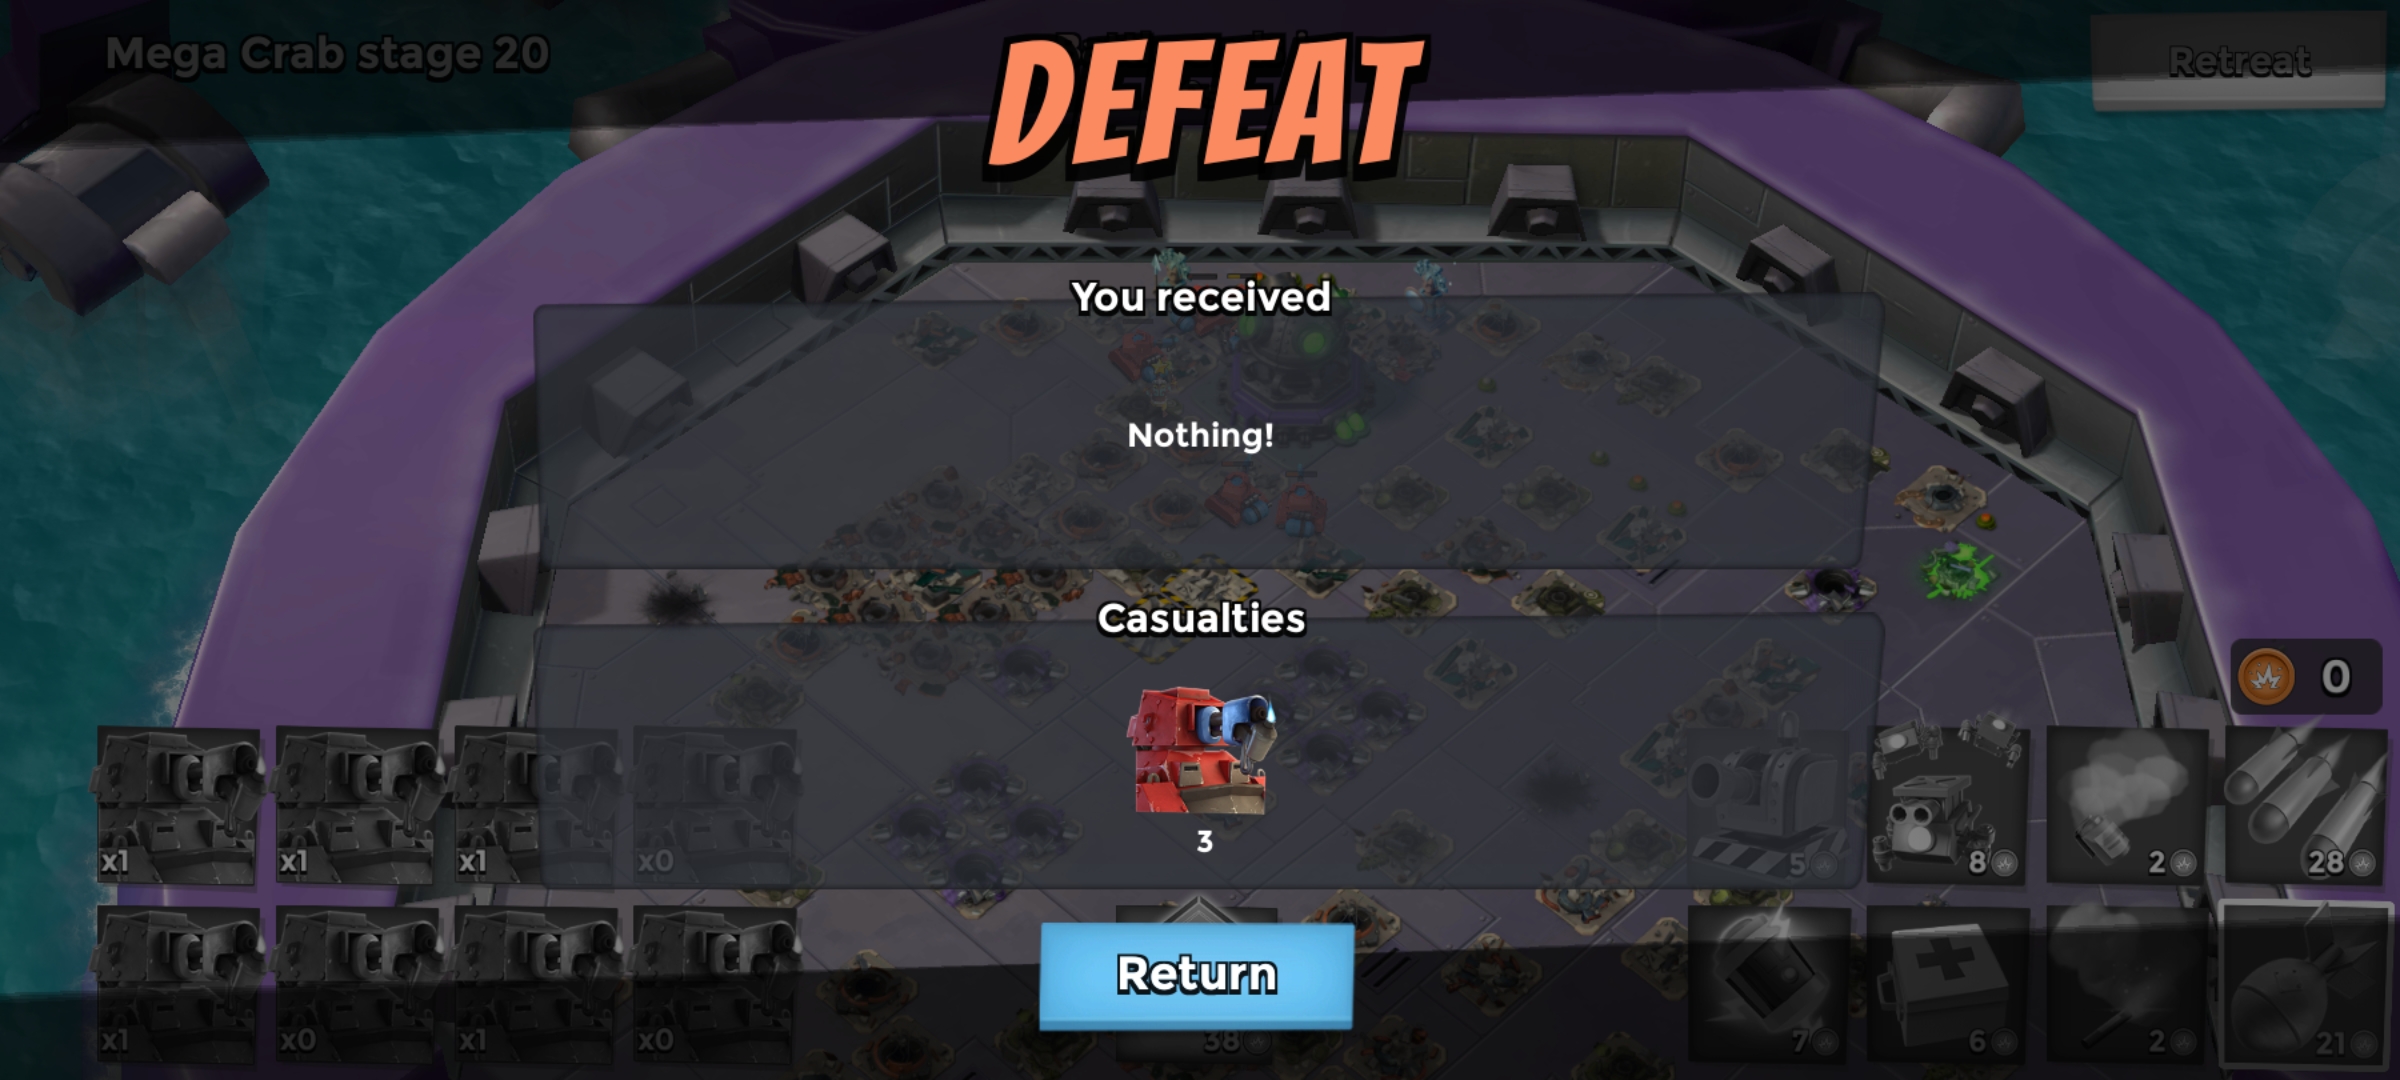 Mega Crab stage 20
DEFEAT
Retreat
You received
Nothing!
Casualties
3
0
x1
x1
x1
x0
5
8
2
28
Return
x1
x0
x1
x0
38
7
6
2
21